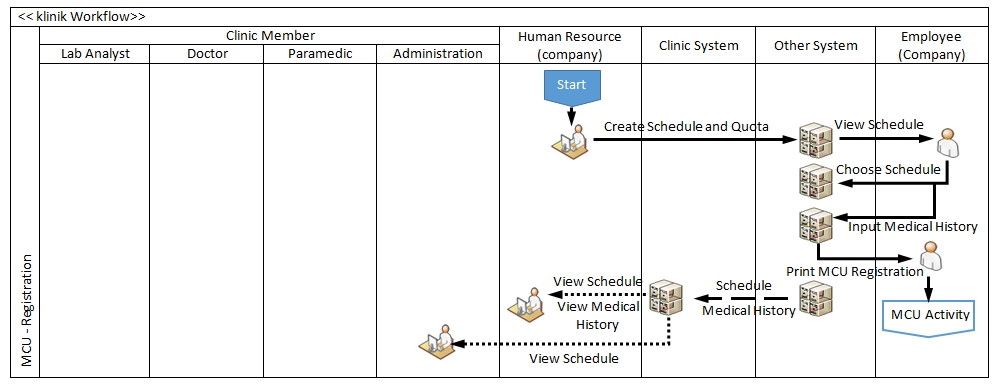 << klinik Workflow>>
Clinic Member
Human Resource
(company)
Clinic System
Other System
Employee
(Company)
Lab Analyst
Doctor
Paramedic
Administration
MCU - Registration
Start
Create Schedule and Quota
View Schedule
Choose Schedule
Input Medical History
Print MCU Registration
MCU Activity
Schedule
Medical History
View Schedule
View Medical
History
View Schedule